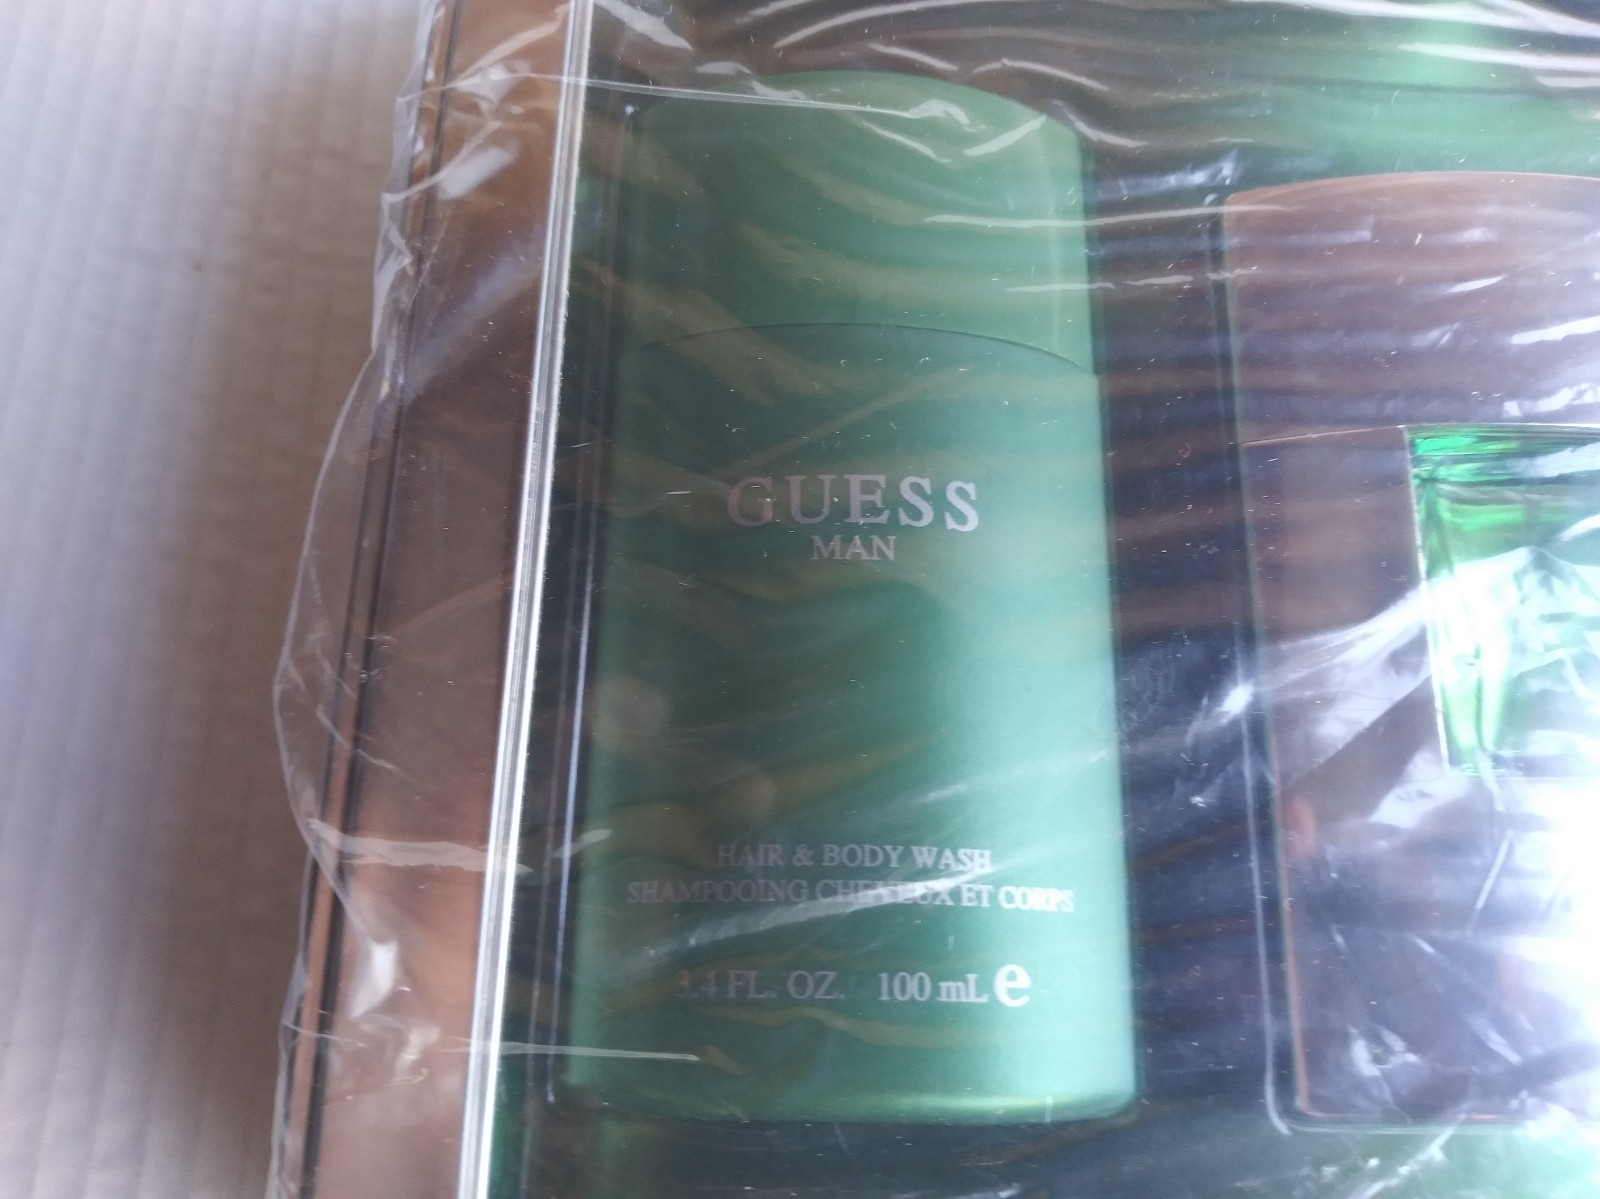 GUESS
MAN
HAIR & BODY WASH
SHAMPOOING CHEVEUX ET CORPS
3.4 FL. OZ. 100 mL e